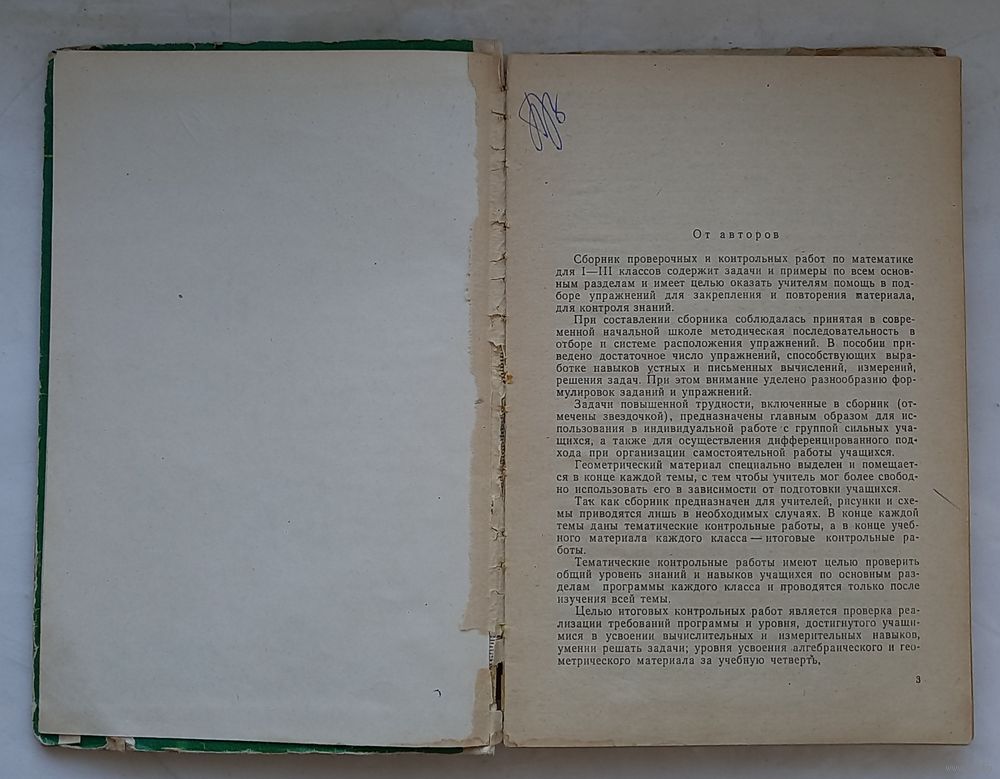 От авторов
Сборник проверочных и контрольных работ по математике
для I—III классов содержит задачи и примеры по всем основ-
ным разделам и имеет целью оказать учителям помощь в под-
боре упражнений для закрепления и повторения материала,
для контроля знаний.
При составлении сборника соблюдалась принятая в совре-
менной начальной школе методическая последовательность в
отборе и системе расположения упражнений. В пособии при-
ведено достаточное число упражнений, способствующих выра-
ботке навыков устных и письменных вычислений, измерений,
решения задач. При этом внимание уделено разнообразию фор-
мулировок заданий и упражнений.
Задачи повышенной трудности, включенные в сборник (от-
мечены звездочкой), предназначены главным образом для ис-
пользования в индивидуальной работе с группой сильных уча-
щихся, а также для осуществления дифференцированного под-
хода при организации самостоятельной работы учащихся.
Геометрический материал специально выделен и помещает-
ся в конце каждой темы, с тем чтобы учитель мог более свобод-
но использовать его в зависимости от подготовки учащихся.
Так как сборник предназначен для учителей, рисунки и схе-
мы приводятся лишь в необходимых случаях. В конце каждой
темы даны тематические контрольные работы, а в конце учеб-
ного материала каждого класса — итоговые контрольные ра-
боты.
Тематические контрольные работы имеют целью проверить
общий уровень знаний и навыков учащихся по основным раз-
делам программы каждого класса и проводятся только после
изучения всей темы.
Целью итоговых контрольных работ является проверка реа-
лизации требований программы и уровня, достигнутого учащи-
мися в усвоении вычислительных и измерительных навыков,
умении решать задачи; уровня усвоения алгебраического и гео-
метрического материала за учебную четверть,
3